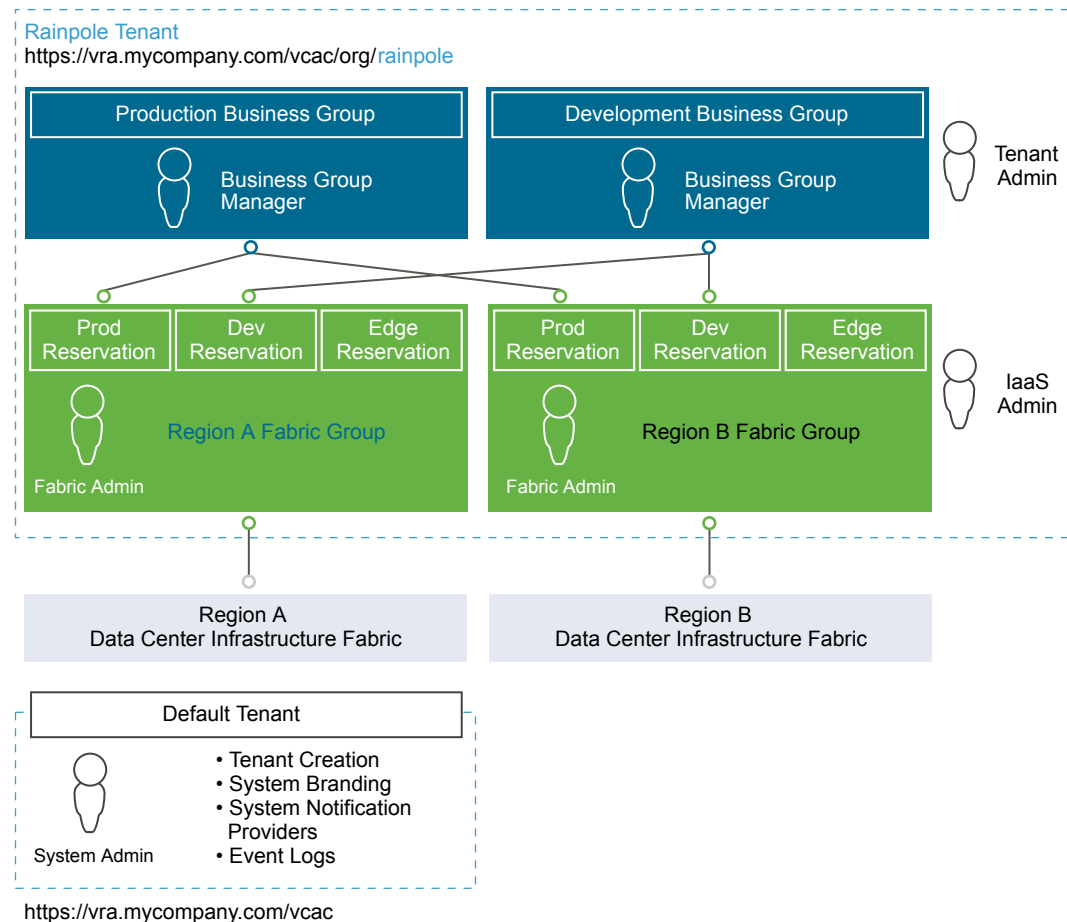 Rainpole Tenant
https://vra.mycompany.com/vcac/org/rainpole
Production Business Group
Development Business Group
Business Group
Manager
Business Group
Manager
Tenant
Admin
Prod
Reservation
Dev
Reservation
Edge
Reservation
Prod
Reservation
Dev
Reservation
Edge
Reservation
Region A Fabric Group
Fabric Admin
Region B Fabric Group
Fabric Admin
IaaS
Admin
Region A
Data Center Infrastructure Fabric
Region B
Data Center Infrastructure Fabric
Default Tenant
System Admin
• Tenant Creation
• System Branding
• System Notification
Providers
• Event Logs
https://vra.mycompany.com/vcac